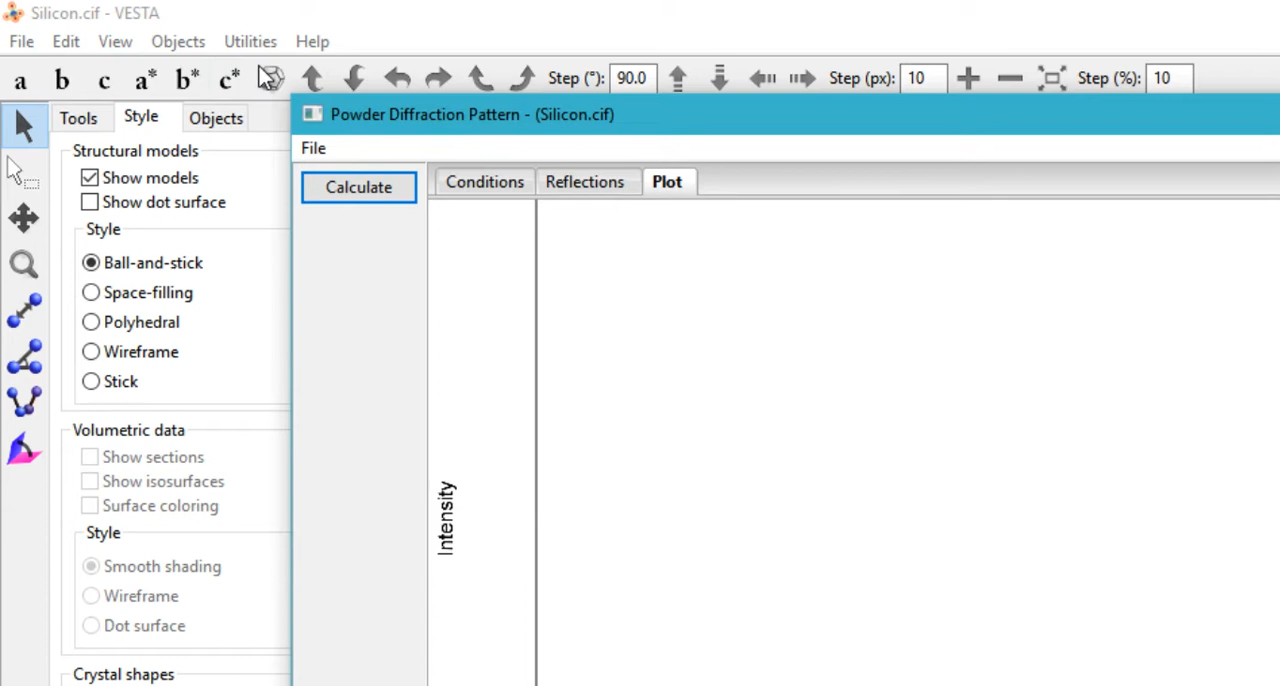 Silicon.cif - VESTA
File Edit View Objects Utilities Help
a b c a* b* c* Step (°): 90.0 Step (px): 10 Step (%): 10
Powder Diffraction Pattern - (Silicon.cif)
File
Calculate
Conditions Reflections Plot
Intensity
Tools Style Objects
Structural models
Show models
Show dot surface
Style
Ball-and-stick
Space-filling
Polyhedral
Wireframe
Stick
Volumetric data
Show sections
Show isosurfaces
Surface coloring
Style
Smooth shading
Wireframe
Dot surface
Crystal shapes